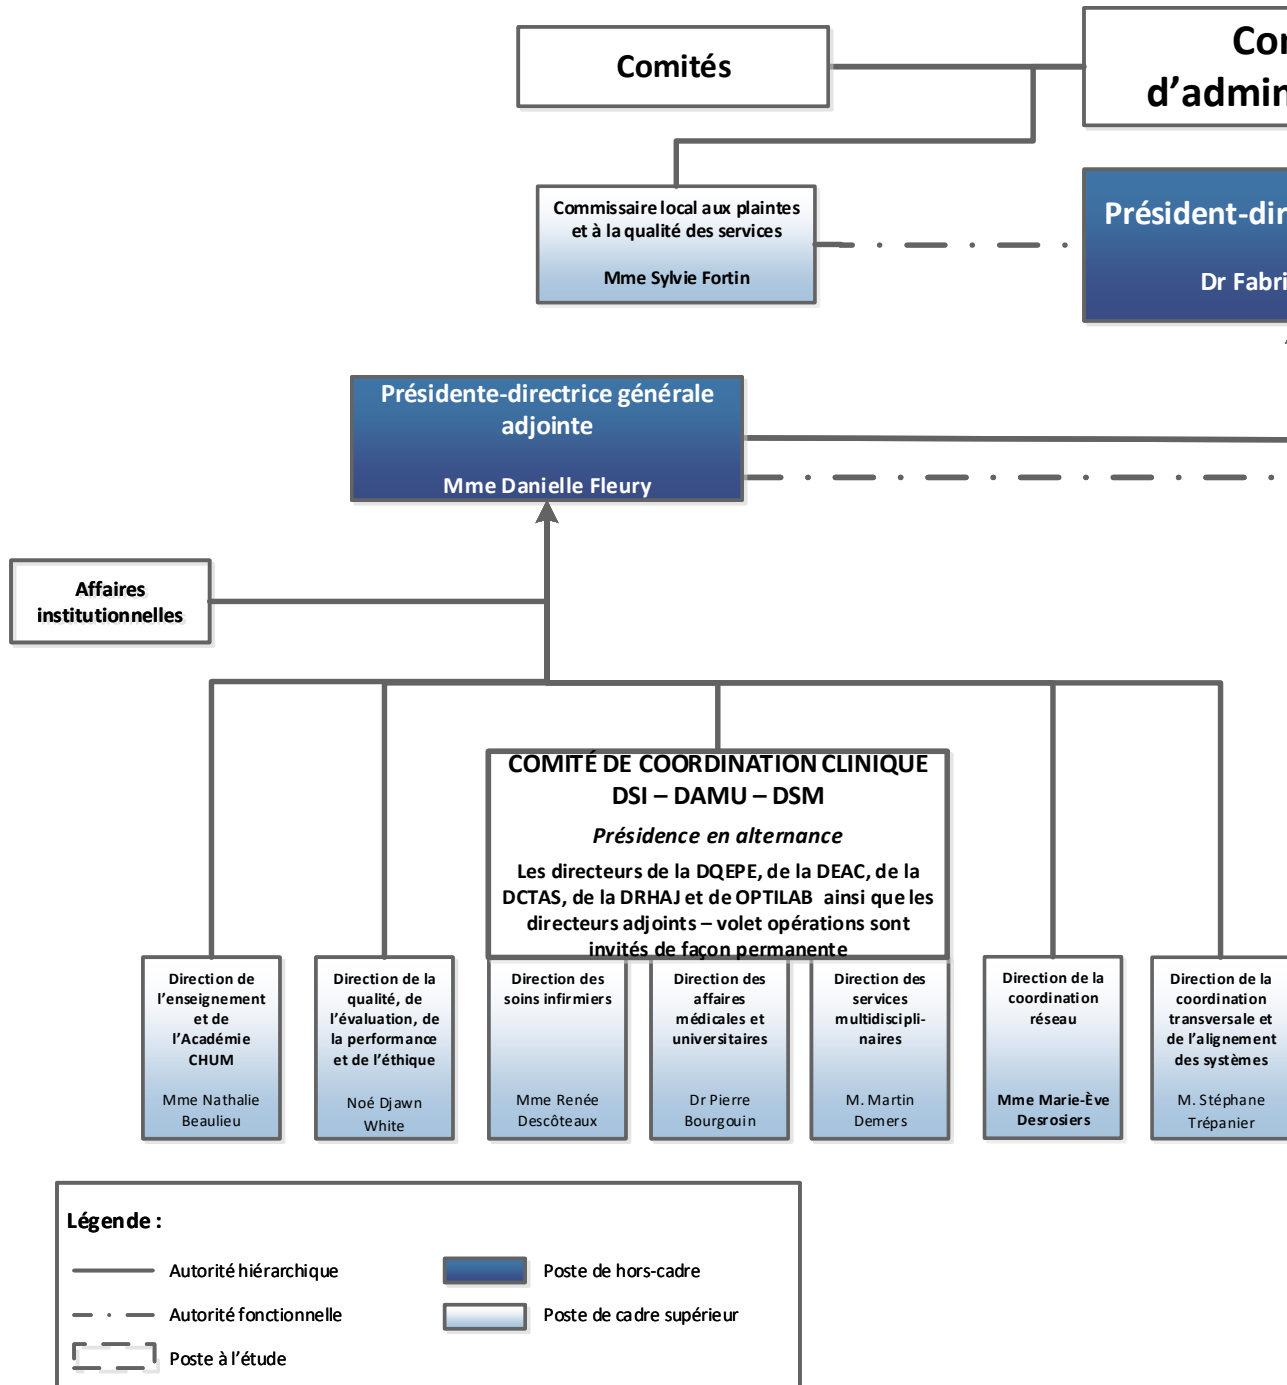 Comités
Con
d'admin
Commissaire local aux plaintes
et à la qualité des services
Mme Sylvie Fortin
Président-dir
Dr Fabri
Présidente-directrice générale
adjointe
Mme Danielle Fleury
Affaires
institutionnelles
COMITÉ DE COORDINATION CLINIQUE
DSI – DAMU – DSM
Présidence en alternance
Les directeurs de la DQEPE, de la DEAC, de la
DCTAS, de la DRHAJ et de OPTILAB ainsi que les
directeurs adjoints – volet opérations sont
invités de façon permanente
Direction de
l'enseignement
et de
l'Académie
CHUM
Mme Nathalie
Beaulieu
Direction de la
qualité, de
l'évaluation, de
la performance
et de l'éthique
Noé Djawn
White
Direction des
soins infirmiers
Mme Renée
Descôteaux
Direction des
affaires
médicales et
universitaires
Dr Pierre
Bourgouin
Direction des
services
multidiscipli-
naires
M. Martin
Demers
Direction de la
coordination
réseau
Mme Marie-Ève
Desrosiers
Direction de la
coordination
transversale et
de l'alignement
des systèmes
M. Stéphane
Trépanier
Légende :
Autorité hiérarchique
Poste de hors-cadre
Autorité fonctionnelle
Poste de cadre supérieur
Poste à l'étude